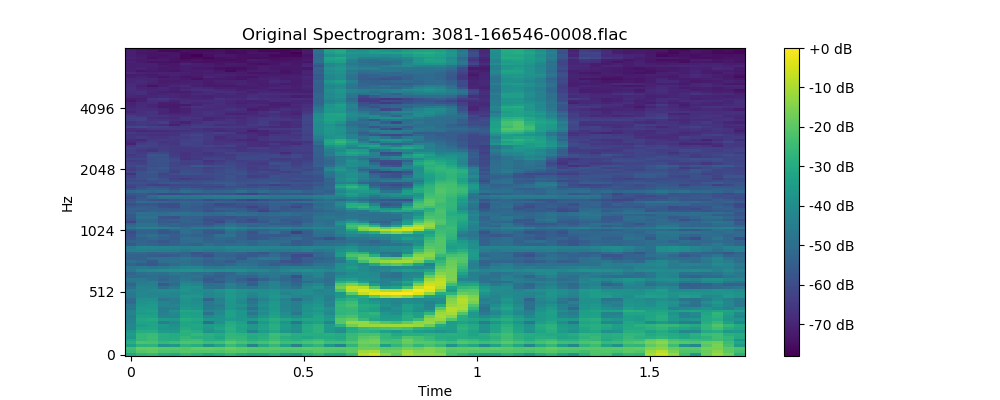 Original Spectrogram: 3081-166546-0008.flac
Hz
4096
2048
1024
512
0
0
0.5
1
1.5
Time
+0 dB
-10 dB
-20 dB
-30 dB
-40 dB
-50 dB
-60 dB
-70 dB